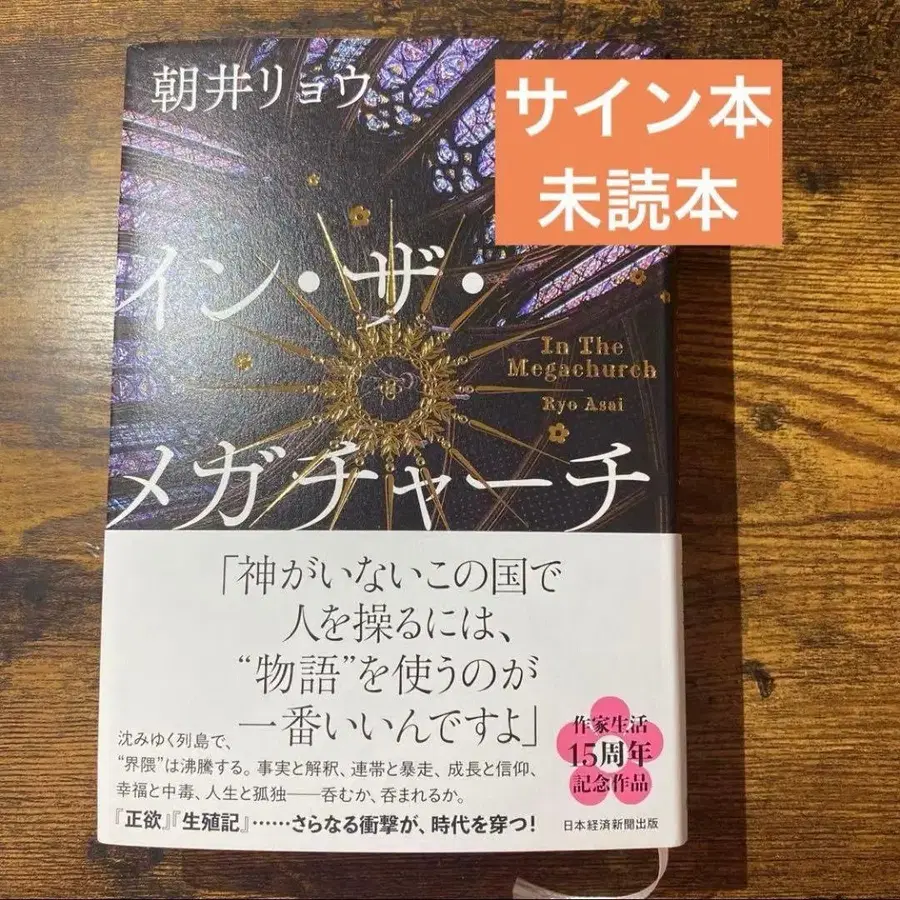 朝井リョウ
サイン本
未読本
イン・ザ・
In The
Megachurch
Ryo Asai
メガチャーチ
「神がいないこの国で
人を操るには、
“物語”を使うのが
一番いいんですよ」
沈みゆく列島で、
“界隈”は沸騰する。事実と解釈、連帯と暴走、成長と信仰、
幸福と中毒、人生と孤独──呑むか、呑まれるか。
『正欲』『生殖記』……さらなる衝撃が、時代を穿つ!
作家生活
15周年
記念作品
日本経済新聞出版